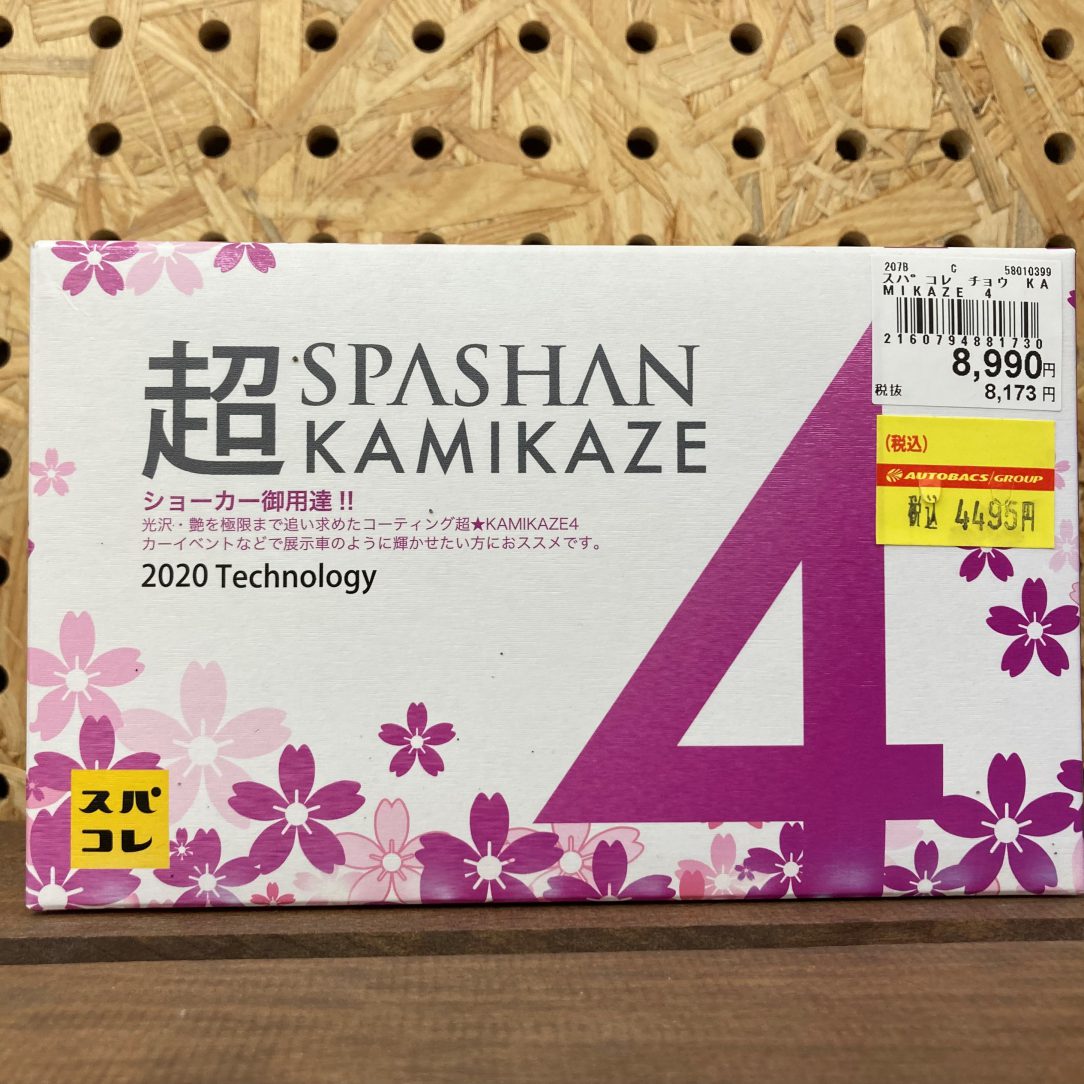 超 SPASHAN
KAMIKAZE
ショーカー御用達!!
光沢・艶を極限まで追い求めたコーティング超★KAMIKAZE4
カーイベントなどで展示車のように輝かせたい方におススメです。
2020 Technology
4
スパ
コレ
207B C 58010399
スパ コレ チョウ KA
MIKAZE 4
2160794881730
8,990円
税抜 8,173円
(税込)
AUTOBACS/GROUP
税込 4495円